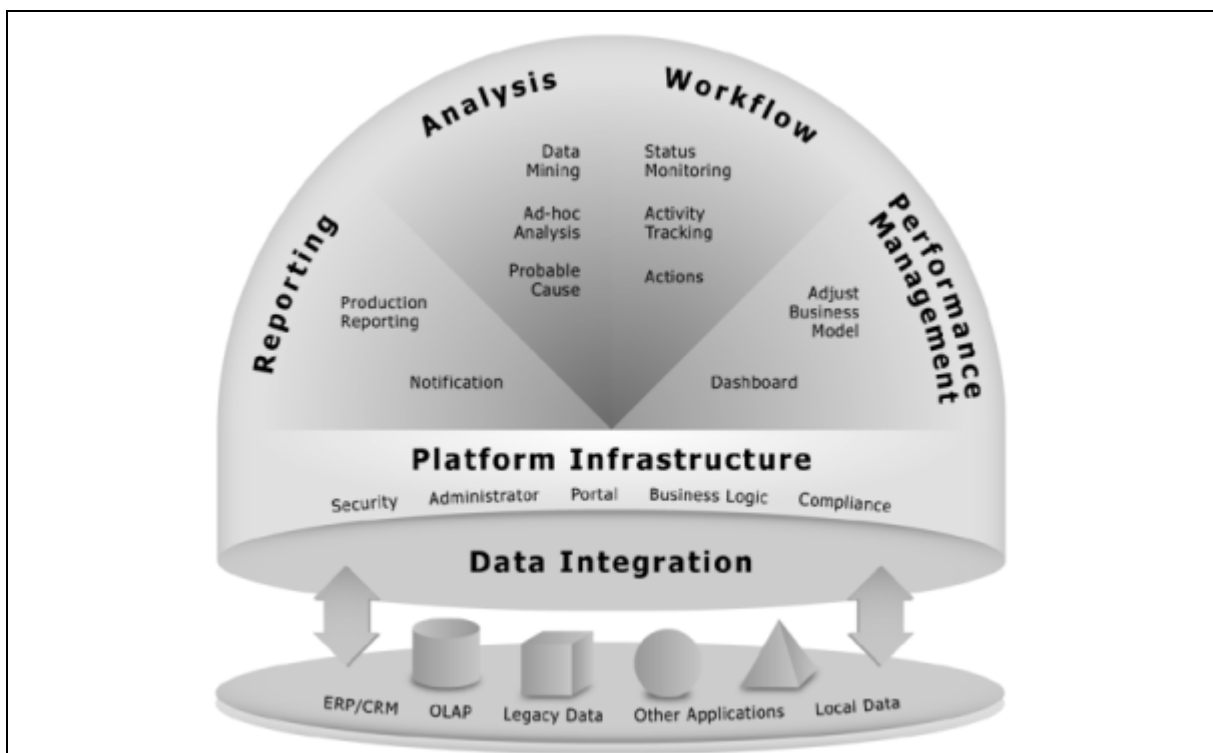 Analysis
Workflow
Reporting
Performance
Management
Data
Mining
Ad-hoc
Analysis
Probable
Cause
Status
Monitoring
Activity
Tracking
Actions
Production
Reporting
Notification
Adjust
Business
Model
Dashboard
Platform Infrastructure
Security Administrator Portal Business Logic Compliance
Data Integration
ERP/CRM OLAP Legacy Data Other Applications Local Data